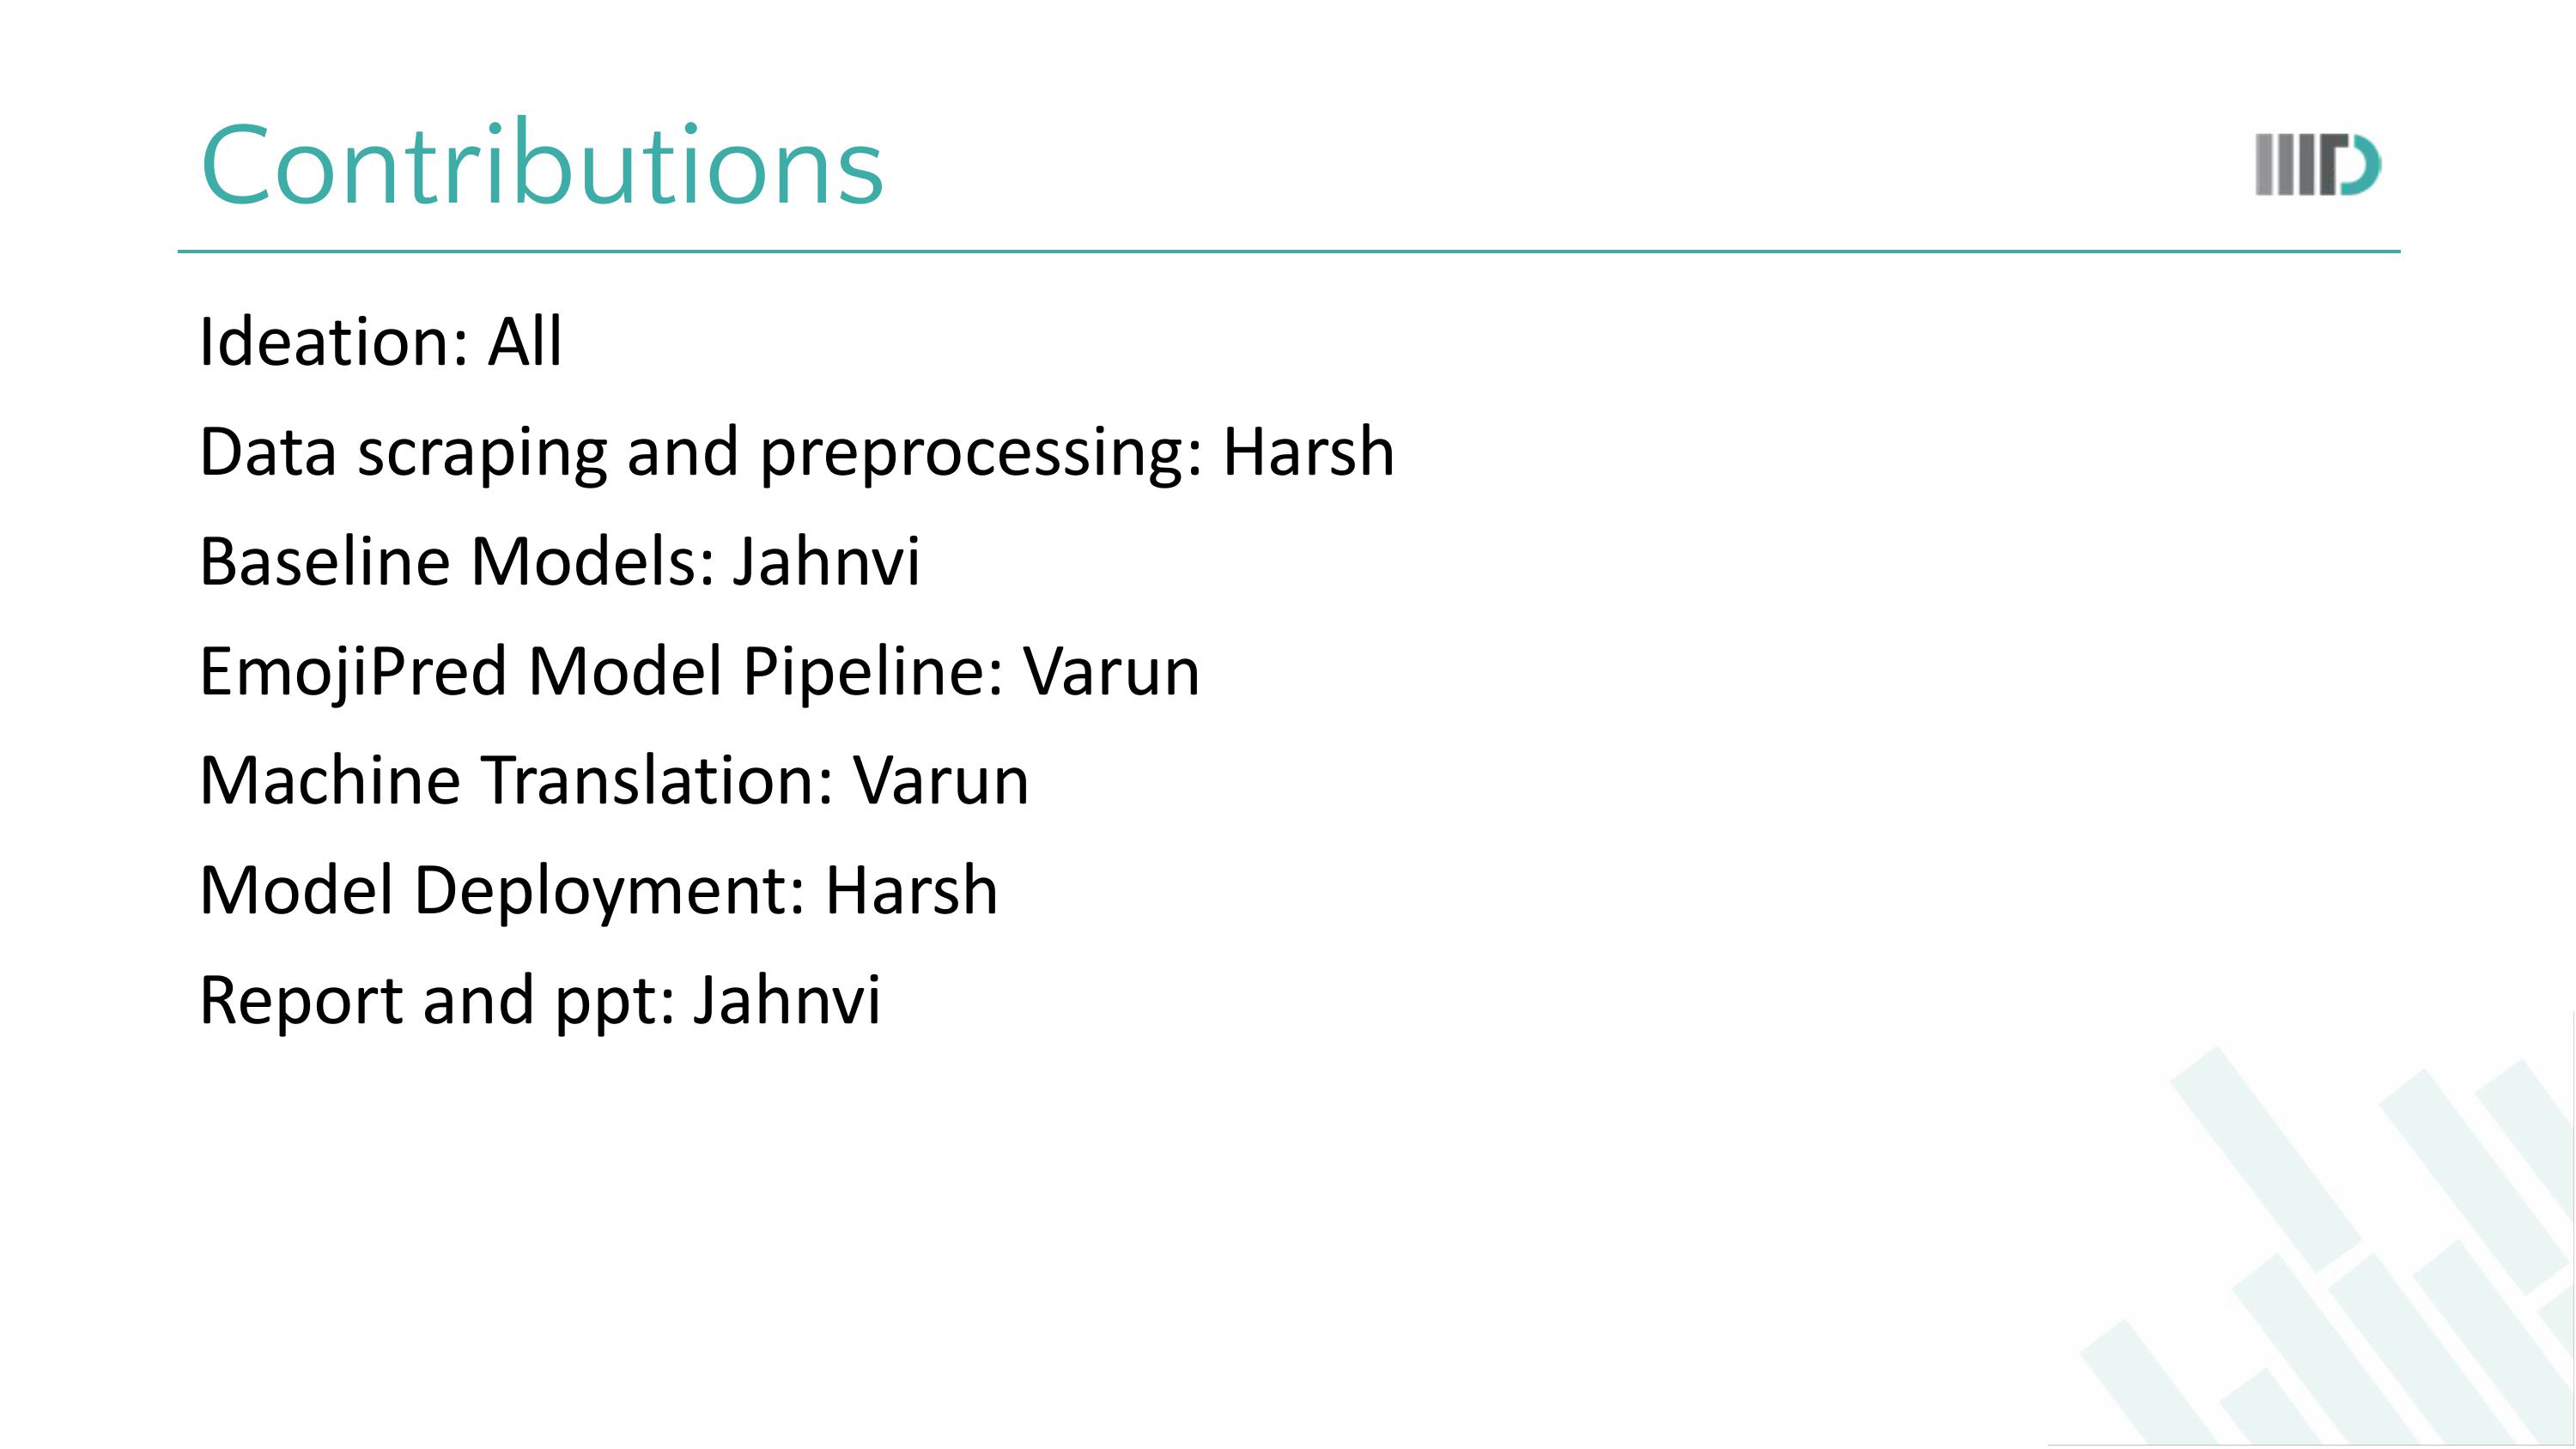 Contributions
IIITD
Ideation: All
Data scraping and preprocessing: Harsh
Baseline Models: Jahnvi
EmojiPred Model Pipeline: Varun
Machine Translation: Varun
Model Deployment: Harsh
Report and ppt: Jahnvi